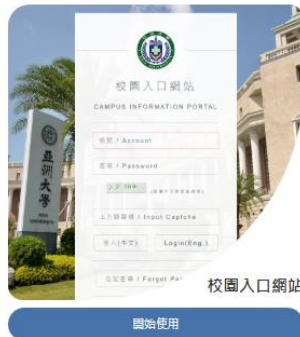 校園入口網站
CAMPUS INFORMATION PORTAL
帳號 / Account
密碼 / Password
上方驗證碼 / Input Captcha
登入(中文)
Login(Eng.)
忘記密碼 / Forget
亞洲大學
ASIA UNIVERSITY
校園入口網站
開始使用